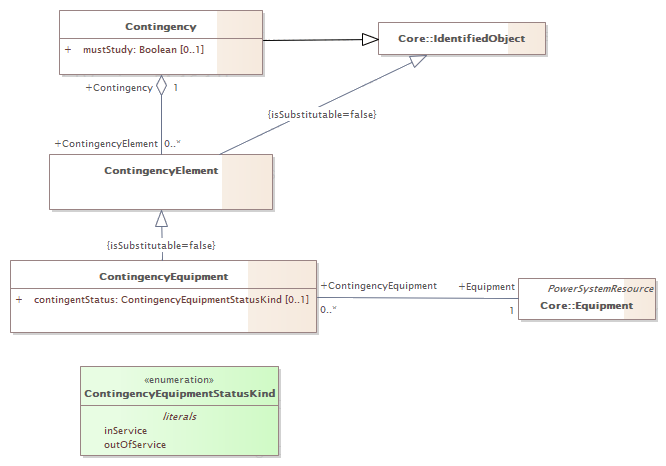 Contingency
+ mustStudy: Boolean [0..1]
Core::IdentifiedObject
+Contingency 1
{isSubstitutable=false}
+ContingencyElement 0..*
ContingencyElement
{isSubstitutable=false}
ContingencyEquipment
+ contingentStatus: ContingencyEquipmentStatusKind [0..1]
+ContingencyEquipment
0..*
+Equipment
1
PowerSystemResource
Core::Equipment
«enumeration»
ContingencyEquipmentStatusKind
literals
inService
outOfService